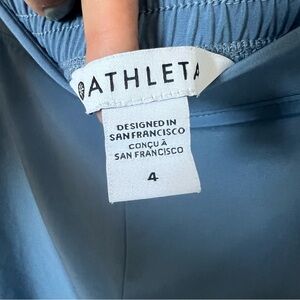 ATHLETA
DESIGNED IN
SAN FRANCISCO
CONÇU À
SAN FRANCISCO
4